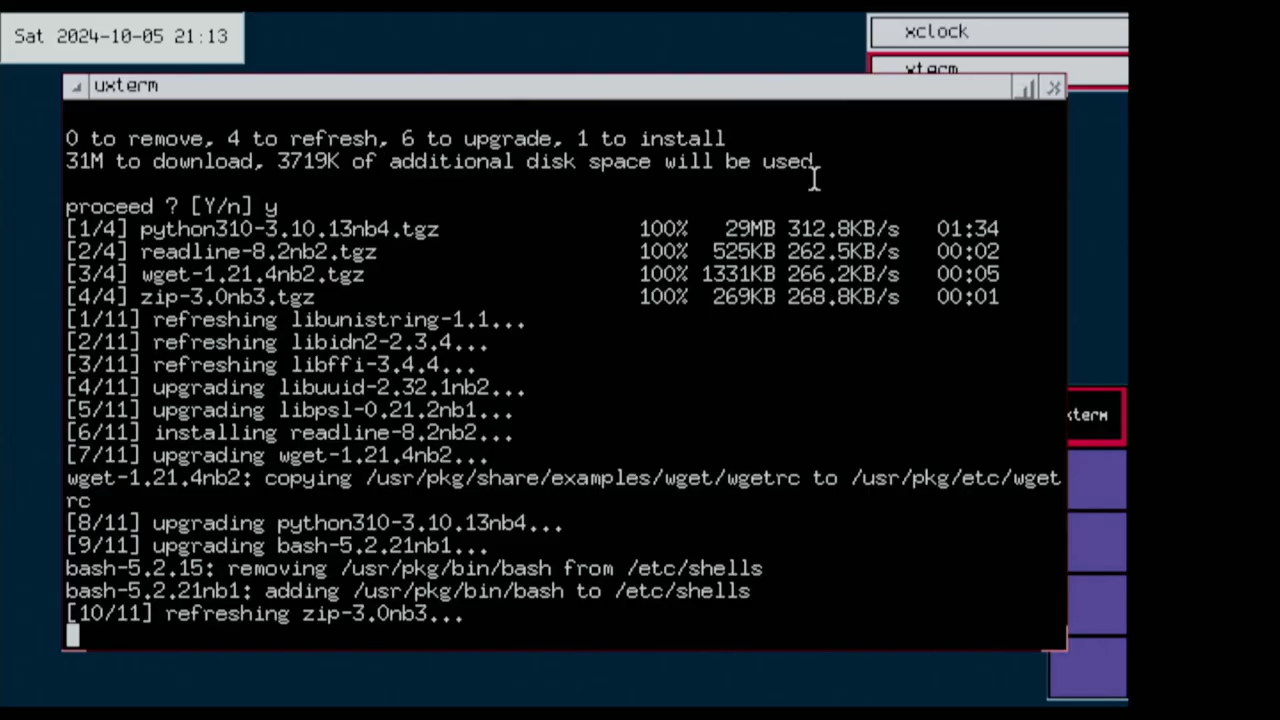 Sat 2024-10-05 21:13
xclock
xterm
uxterm
0 to remove, 4 to refresh, 6 to upgrade, 1 to install
31M to download, 3719K of additional disk space will be used
proceed ? [Y/n] y
[1/4] python310-3.10.13nb4.tgz 100% 29MB 312.8KB/s 01:34
[2/4] readline-8.2nb2.tgz 100% 525KB 262.5KB/s 00:02
[3/4] wget-1.21.4nb2.tgz 100% 1331KB 266.2KB/s 00:05
[4/4] zip-3.0nb3.tgz 100% 269KB 268.8KB/s 00:01
[1/11] refreshing libunistring-1.1...
[2/11] refreshing libidn2-2.3.4...
[3/11] refreshing libffi-3.4.4...
[4/11] upgrading libuuid-2.32.1nb2...
[5/11] upgrading libpsl-0.21.2nb1...
[6/11] installing readline-8.2nb2...
[7/11] upgrading wget-1.21.4nb2...
wget-1.21.4nb2: copying /usr/pkg/share/examples/wget/wgetrc to /usr/pkg/etc/wget
rc
[8/11] upgrading python310-3.10.13nb4...
[9/11] upgrading bash-5.2.21nb1...
bash-5.2.15: removing /usr/pkg/bin/bash from /etc/shells
bash-5.2.21nb1: adding /usr/pkg/bin/bash to /etc/shells
[10/11] refreshing zip-3.0nb3...
xterm